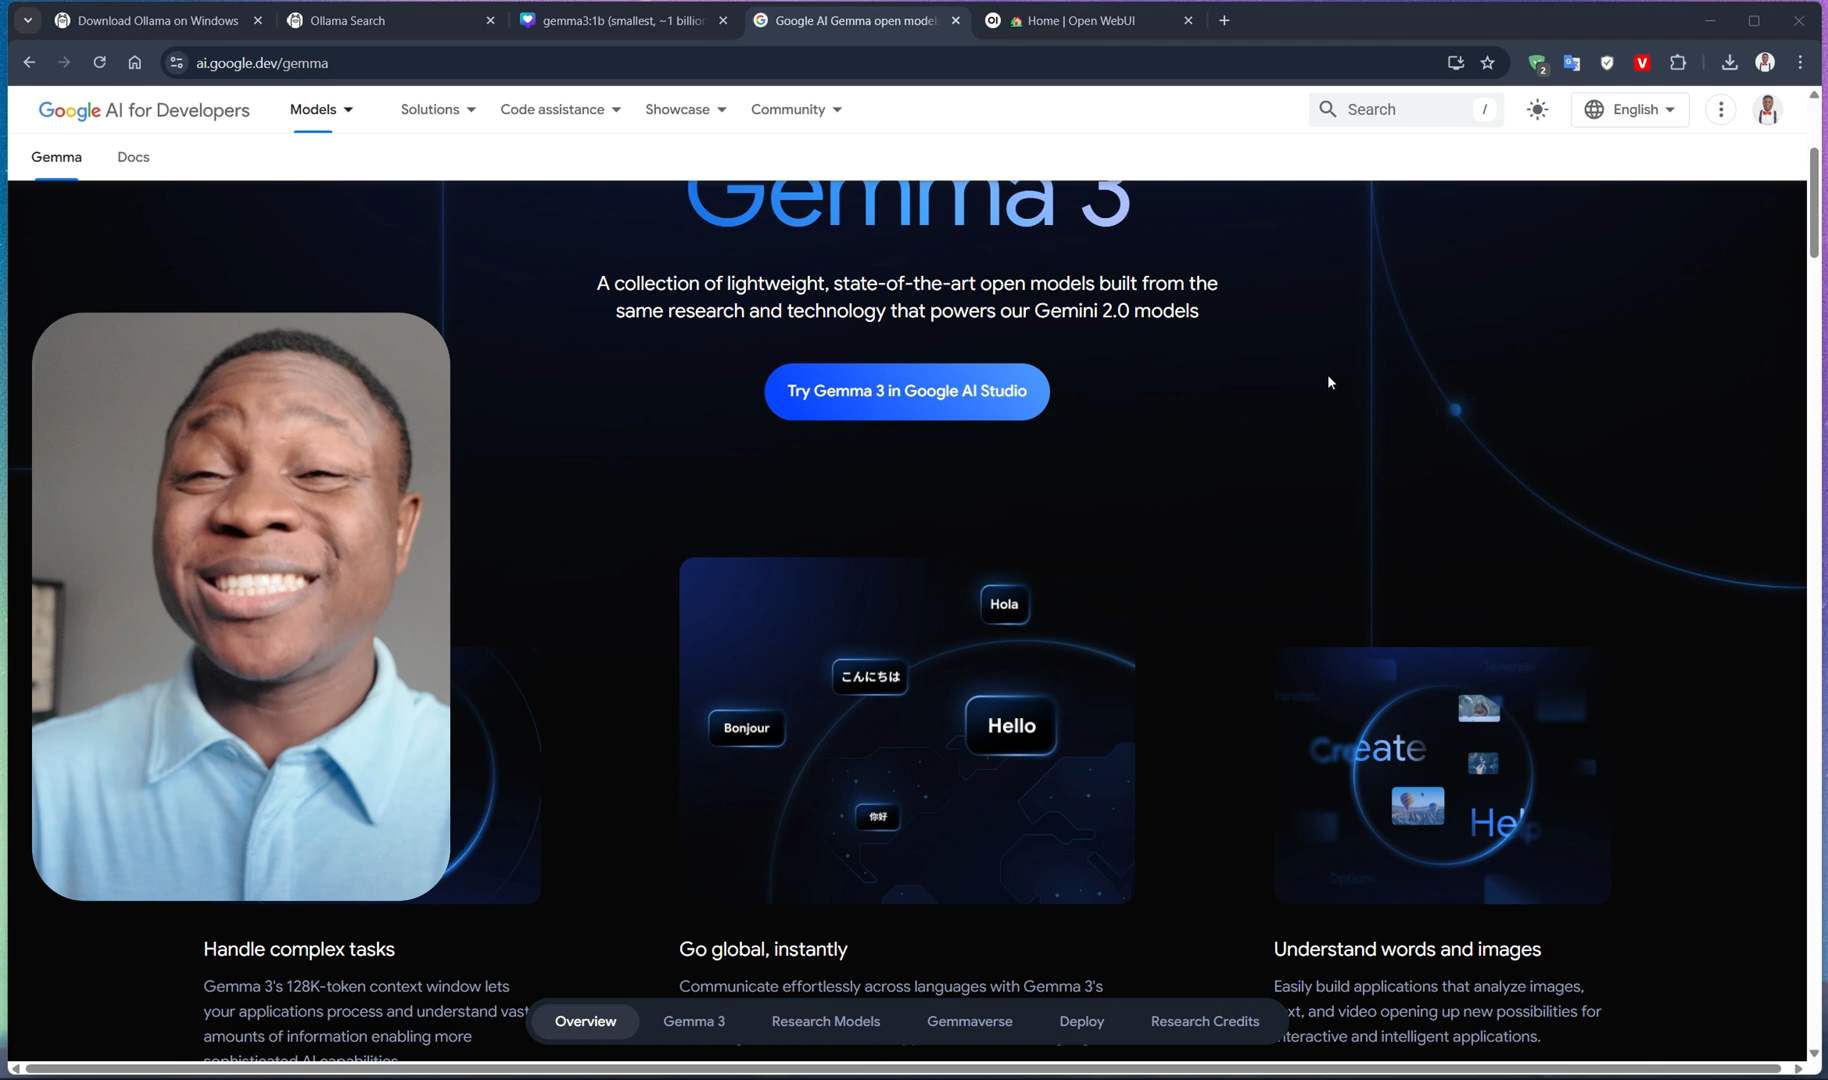 Download Ollama on Windows
Ollama Search
gemma3:1b (smallest, ~1 billion
Google AI Gemma open models
OI
Home | Open WebUI
ai.google.dev/gemma
2
V
Google AI for Developers
Models
Solutions
Code assistance
Showcase
Community
Search
/
English
Gemma
Docs
Gemma 3
A collection of lightweight, state-of-the-art open models built from the
same research and technology that powers our Gemini 2.0 models
Try Gemma 3 in Google AI Studio
Hola
こんにちは
Bonjour
Hello
你好
Generate
Translate
Create
Help
Options
Handle complex tasks
Gemma 3's 128K-token context window lets
your applications process and understand vast
amounts of information enabling more
sophisticated AI capabilities
Go global, instantly
Communicate effortlessly across languages with Gemma 3's
Understand words and images
Easily build applications that analyze images,
text, and video opening up new possibilities for
interactive and intelligent applications.
Overview
Gemma 3
Research Models
Gemmaverse
Deploy
Research Credits